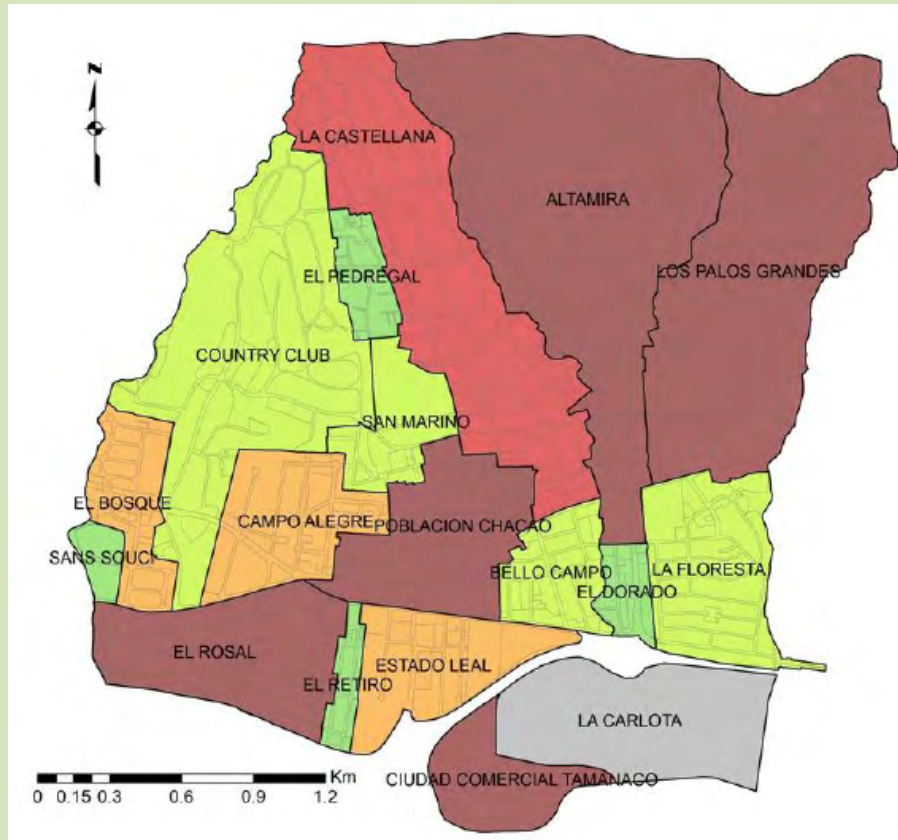 N
LA CASTELLANA
ALTAMIRA
LOS PALOS GRANDES
EL PEDREGAL
COUNTRY CLUB
SAN MARINO
EL BOSQUE
CAMPO ALEGRE
POBLACION CHACAO
SANS SOUCI
BELLO CAMPO
LA FLORESTA
EL DORADO
EL ROSAL
ESTADO LEAL
EL RETIRO
LA CARLOTA
CIUDAD COMERCIAL TAMANACO
Km
0 0.15 0.3 0.6 0.9 1.2